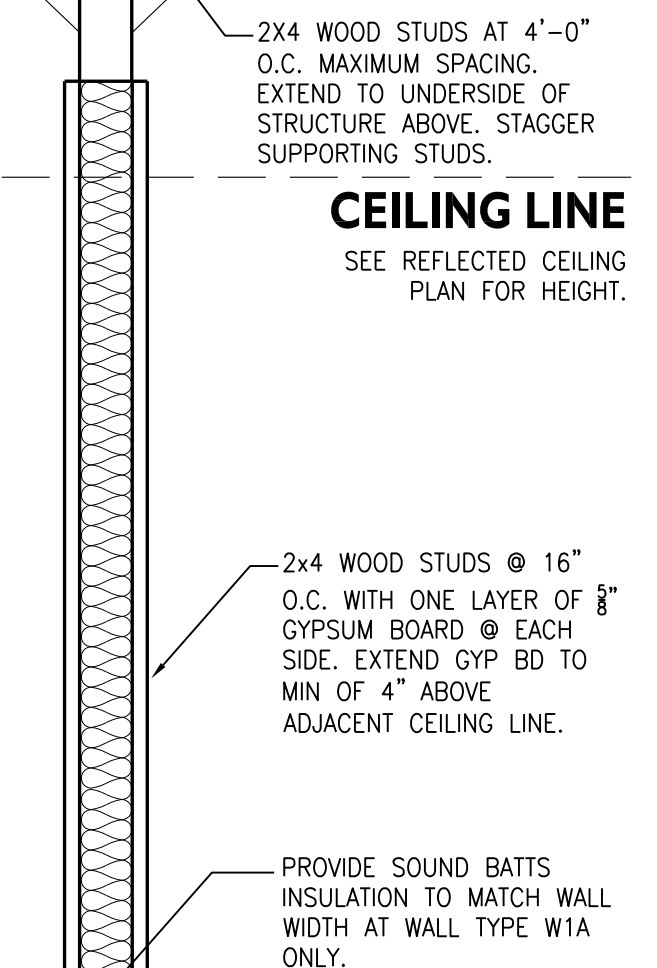 2X4 WOOD STUDS AT 4'-0"
O.C. MAXIMUM SPACING.
EXTEND TO UNDERSIDE OF
STRUCTURE ABOVE. STAGGER
SUPPORTING STUDS.
CEILING LINE
SEE REFLECTED CEILING
PLAN FOR HEIGHT.
2x4 WOOD STUDS @ 16"
O.C. WITH ONE LAYER OF 5/8"
GYPSUM BOARD @ EACH
SIDE. EXTEND GYP BD TO
MIN OF 4" ABOVE
ADJACENT CEILING LINE.
PROVIDE SOUND BATTS
INSULATION TO MATCH WALL
WIDTH AT WALL TYPE W1A
ONLY.